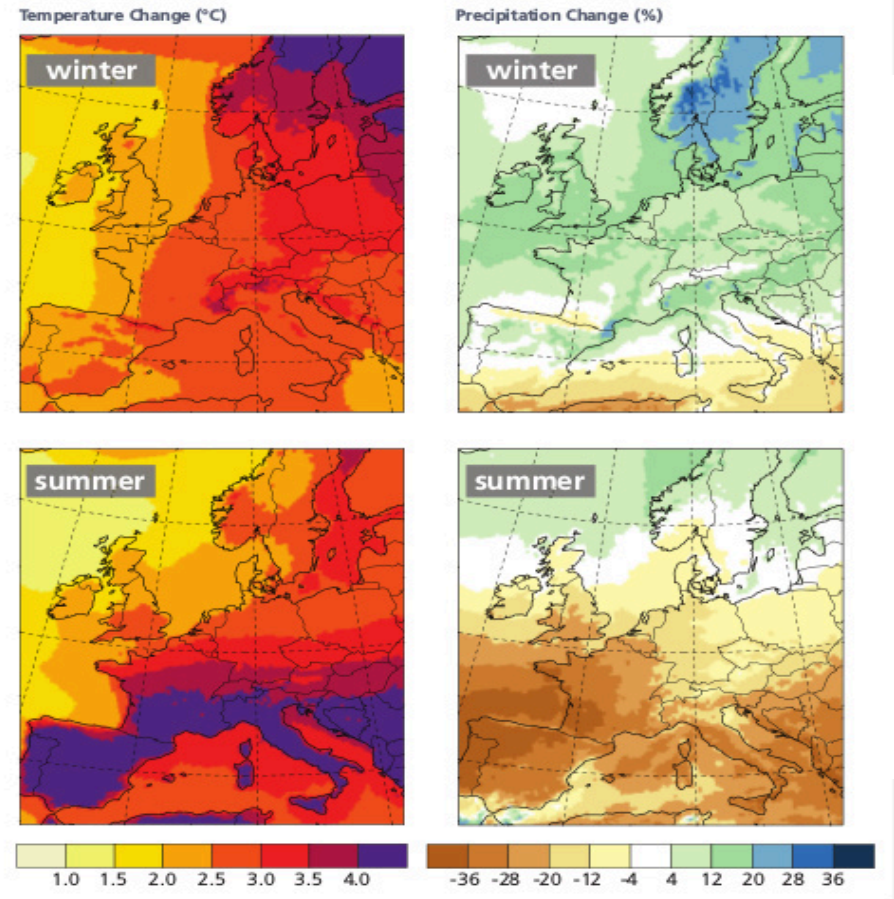 Temperature Change (°C)
Precipitation Change (%)
winter
winter
summer
summer
1.0 1.5 2.0 2.5 3.0 3.5 4.0
-36 -28 -20 -12 -4 4 12 20 28 36